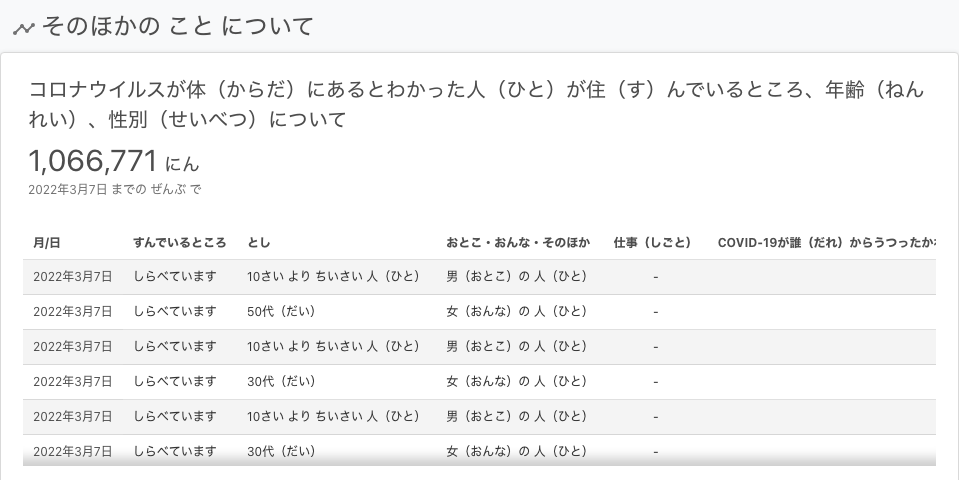 そのほかの こと について
コロナウイルスが体（からだ）にあるとわかった人（ひと）が住（す）んでいるところ、年齢（ねん
れい）、性別（せいべつ）について
1,066,771 にん
2022年3月7日 までの ぜんぶ で
月/日 すんでいるところ とし おとこ・おんな・そのほか 仕事（しごと） COVID-19が誰（だれ）からうつったか
2022年3月7日 しらべています 10さい より ちいさい 人（ひと） 男（おとこ）の 人（ひと） -
2022年3月7日 しらべています 50代（だい） 女（おんな）の 人（ひと） -
2022年3月7日 しらべています 10さい より ちいさい 人（ひと） 男（おとこ）の 人（ひと） -
2022年3月7日 しらべています 30代（だい） 女（おんな）の 人（ひと） -
2022年3月7日 しらべています 10さい より ちいさい 人（ひと） 男（おとこ）の 人（ひと） -
2022年3月7日 しらべています 30代（だい） 女（おんな）の 人（ひと） -